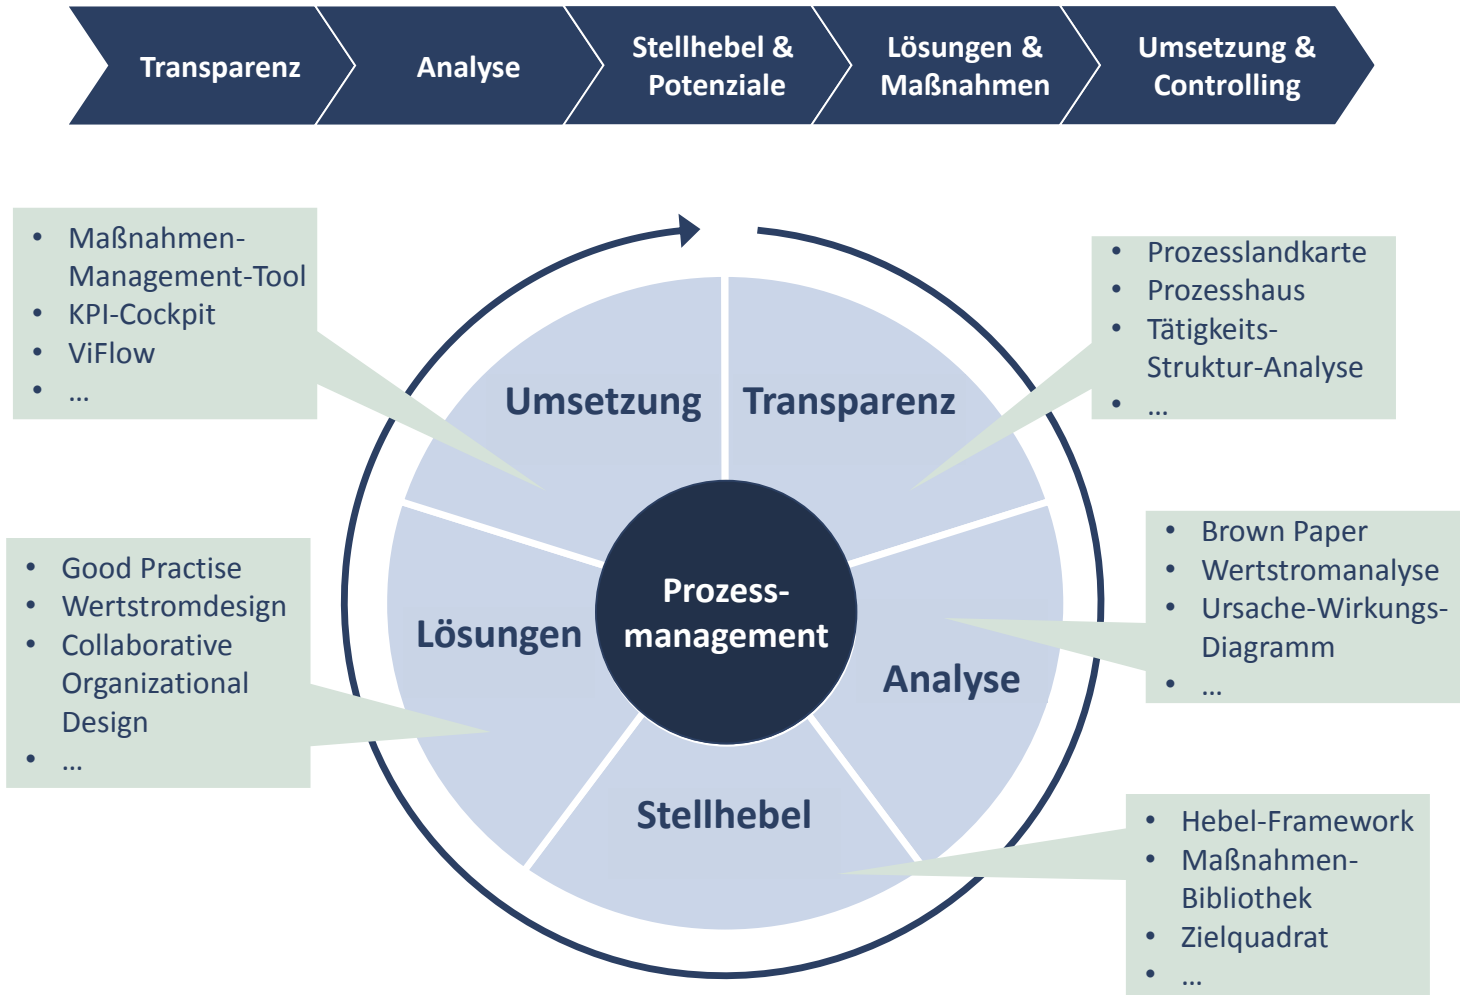 Transparenz
Analyse
Stellhebel &
Potenziale
Lösungen &
Maßnahmen
Umsetzung &
Controlling
• Maßnahmen-
Management-Tool
• KPI-Cockpit
• ViFlow
• ...
• Prozesslandkarte
• Prozesshaus
• Tätigkeits-
Struktur-Analyse
• ...
Umsetzung
Transparenz
• Good Practise
• Wertstromdesign
• Collaborative
Organizational
Design
• ...
Lösungen
Prozess-
management
Analyse
• Brown Paper
• Wertstromanalyse
• Ursache-Wirkungs-
Diagramm
• ...
Stellhebel
• Hebel-Framework
• Maßnahmen-
Bibliothek
• Zielquadrat
• ...